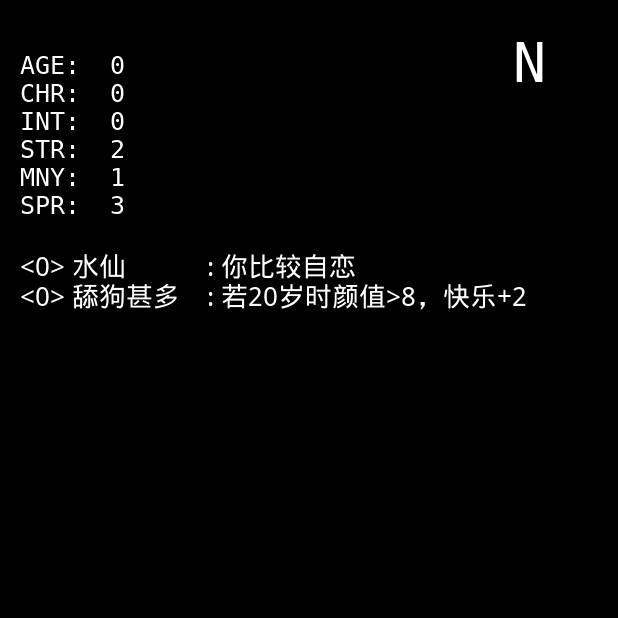 N
AGE: 0
CHR: 0
INT: 0
STR: 2
MNY: 1
SPR: 3
<O> 水仙 : 你比较自恋
<O> 舔狗甚多 : 若20岁时颜值>8，快乐+2